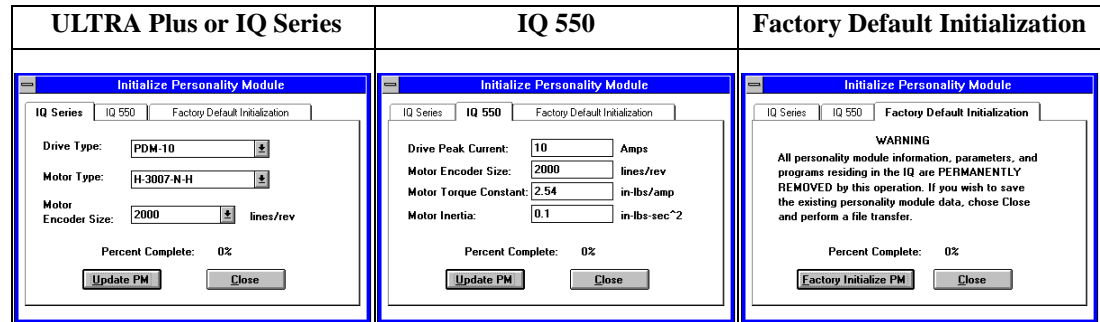 ULTRA Plus or IQ Series
IQ 550
Factory Default Initialization
Initialize Personality Module
IQ Series
IQ 550
Factory Default Initialization
Drive Type:
PDM-10
Motor Type:
H-3007-N-H
Motor
Encoder Size:
2000
lines/rev
Percent Complete: 0%
Update PM
Close
Initialize Personality Module
IQ Series
IQ 550
Factory Default Initialization
Drive Peak Current:
10
Amps
Motor Encoder Size:
2000
lines/rev
Motor Torque Constant:
2.54
in-lbs/amp
Motor Inertia:
0.1
in-lbs-sec^2
Percent Complete: 0%
Update PM
Close
Initialize Personality Module
IQ Series
IQ 550
Factory Default Initialization
WARNING
All personality module information, parameters, and
programs residing in the IQ are PERMANENTLY
REMOVED by this operation. If you wish to save
the existing personality module data, chose Close
and perform a file transfer.
Percent Complete: 0%
Factory Initialize PM
Close